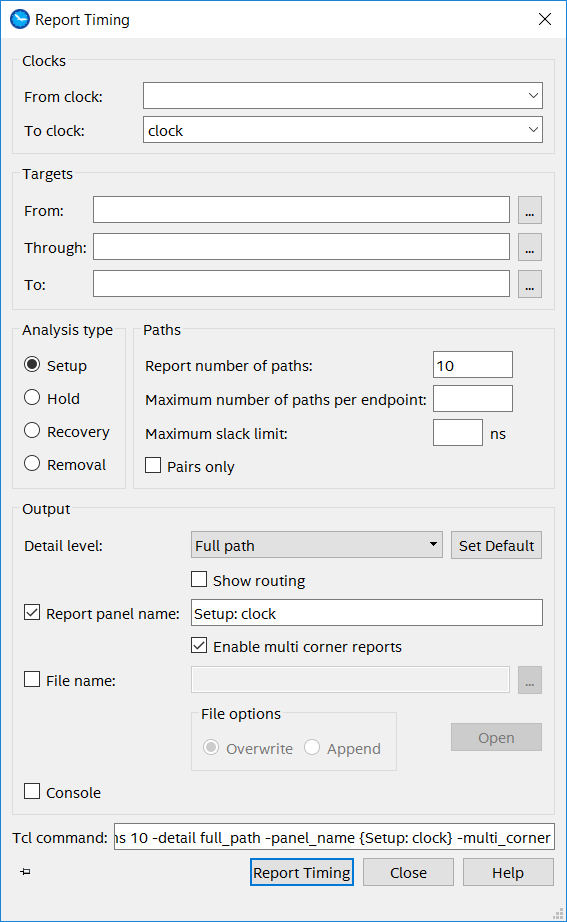 Report Timing
Clocks
From clock:
To clock: clock
Targets
From: ...
Through: ...
To: ...
Analysis type
Setup
Hold
Recovery
Removal
Paths
Report number of paths: 10
Maximum number of paths per endpoint:
Maximum slack limit: ns
Pairs only
Output
Detail level: Full path Set Default
Show routing
Report panel name: Setup: clock
Enable multi corner reports
File name: ...
File options
Overwrite Append Open
Console
Tcl command: 10 -detail full_path -panel_name {Setup: clock} -multi_corner
Report Timing Close Help